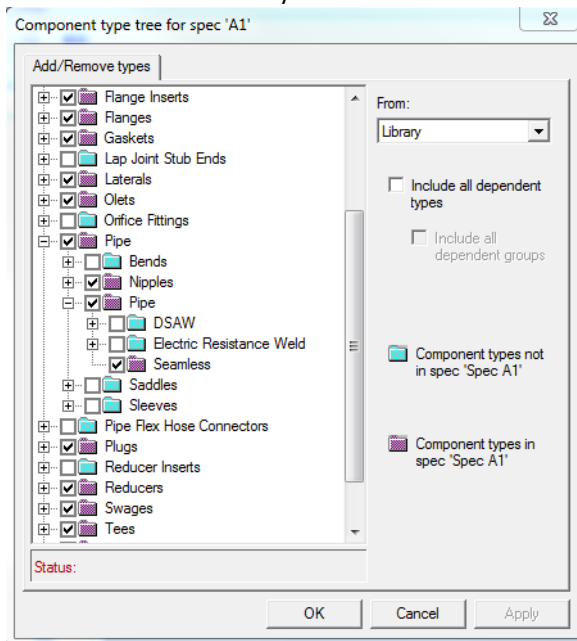 Component type tree for spec 'A1'
Add/Remove types
Flange Inserts
Flanges
Gaskets
Lap Joint Stub Ends
Laterals
Olets
Orifice Fittings
Pipe
Bends
Nipples
Pipe
DSAW
Electric Resistance Weld
Seamless
Saddles
Sleeves
Pipe Flex Hose Connectors
Plugs
Reducer Inserts
Reducers
Swages
Tees
Status:
From:
Library
Include all dependent
types
Include all
dependent groups
Component types not
in spec 'Spec A1'
Component types in
spec 'Spec A1'
OK
Cancel
Apply